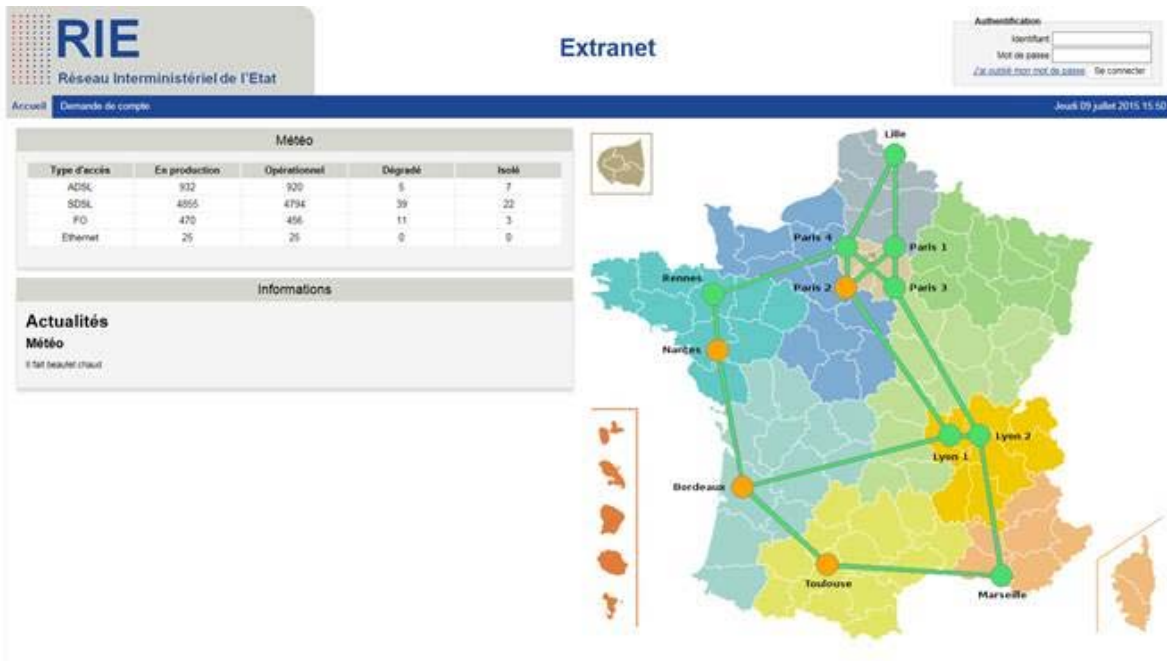 RIE
Réseau Interministériel de l'Etat
Extranet
Authentification
Identifiant
Mot de passe
J'ai oublié mon mot de passe Se connecter
Accueil Demande de compte Jeudi 09 juillet 2015 15:50
Météo
Type d'accès En production Opérationnel Dégradé Isolé
ADSL 932 920 5 7
SDSL 4855 4794 39 22
FO 470 456 11 3
Ethernet 25 25 0 0
Informations
Actualités
Météo
Il fait beau/et chaud
Lille
Paris 4
Paris 1
Rennes
Paris 2
Paris 3
Nantes
Lyon 2
Lyon 1
Bordeaux
Toulouse
Marseille